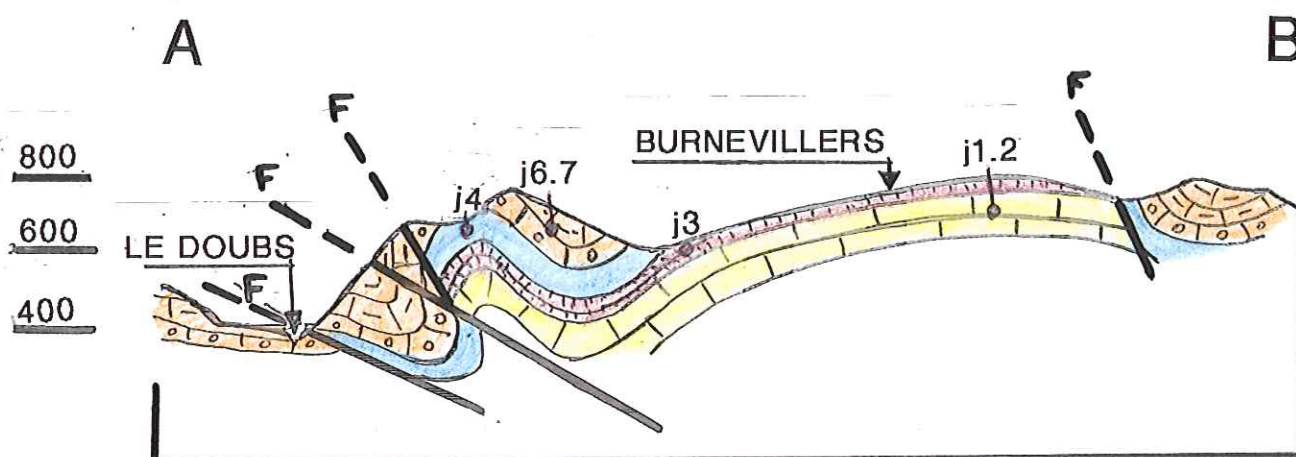 A
B
F
F
F
F
800
BURNEVILLERS
j1.2
j6.7
j4
600
j3
LE DOUBS
400